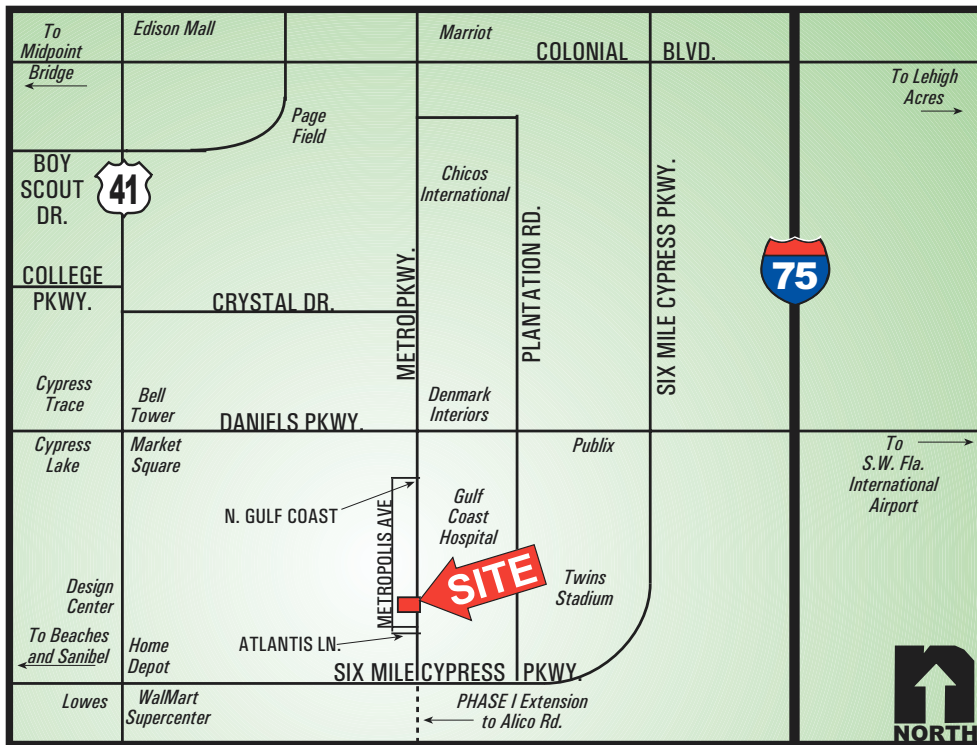 To
Midpoint
Bridge
Edison Mall
Marriot
COLONIAL BLVD.
To Lehigh
Acres
Page
Field
BOY
SCOUT
DR.
41
Chicos
International
METRO PKWY.
PLANTATION RD.
SIX MILE CYPRESS PKWY.
75
COLLEGE
PKWY.
CRYSTAL DR.
Cypress
Trace
Bell
Tower
Denmark
Interiors
DANIELS PKWY.
Cypress
Lake
Market
Square
Publix
To
S.W. Fla.
International
Airport
N. GULF COAST
METROPOLIS AVE
Gulf
Coast
Hospital
SITE
Twins
Stadium
Design
Center
ATLANTIS LN.
To Beaches
and Sanibel
Home
Depot
SIX MILE CYPRESS PKWY.
Lowes
WalMart
Supercenter
PHASE I Extension
to Alico Rd.
n
NORTH